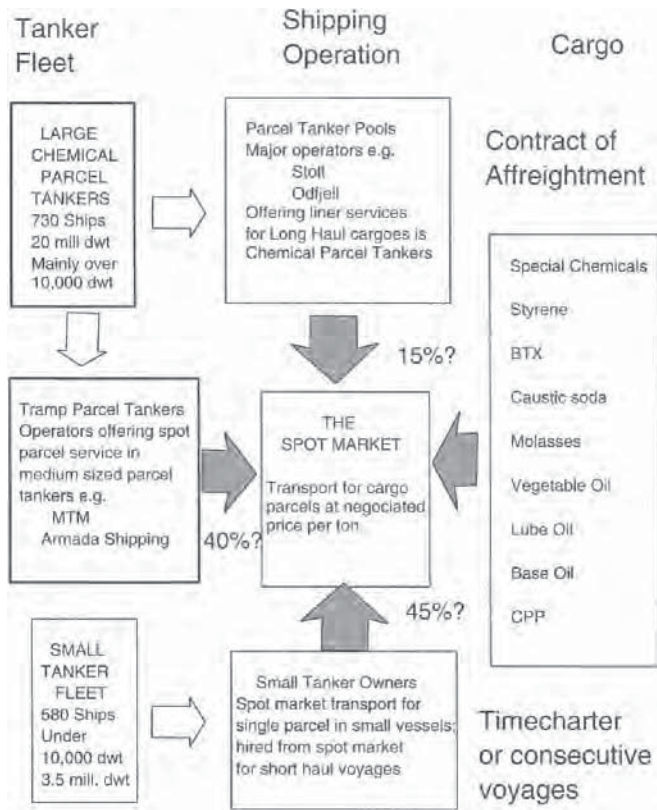 Tanker
Fleet
Shipping
Operation
Cargo
LARGE
CHEMICAL
PARCEL
TANKERS
730 Ships
20 mill dwt
Mainly over
10,000 dwt
Parcel Tanker Pools
Major operators e.g.
Stolt
Odfjell
Offering liner services
for Long Haul cargoes is
Chemical Parcel Tankers
Contract of
Affreightment
15%?
Tramp Parcel Tankers
Operators offering spot
parcel service in
medium sized parcel
tankers e.g.
MTM
Armada Shipping
40%?
THE
SPOT MARKET
Transport for cargo
parcels at negociated
price per ton
Special Chemicals
Styrene
BTX
Caustic soda
Molasses
Vegetable Oil
Lube Oil
Base Oil
CPP
45%?
SMALL
TANKER
FLEET
580 Ships
Under
10,000 dwt
3.5 mill. dwt
Small Tanker Owners
Spot market transport for
single parcel in small vessels;
hired from spot market
for short haul voyages
Timecharter
or consecutive
voyages